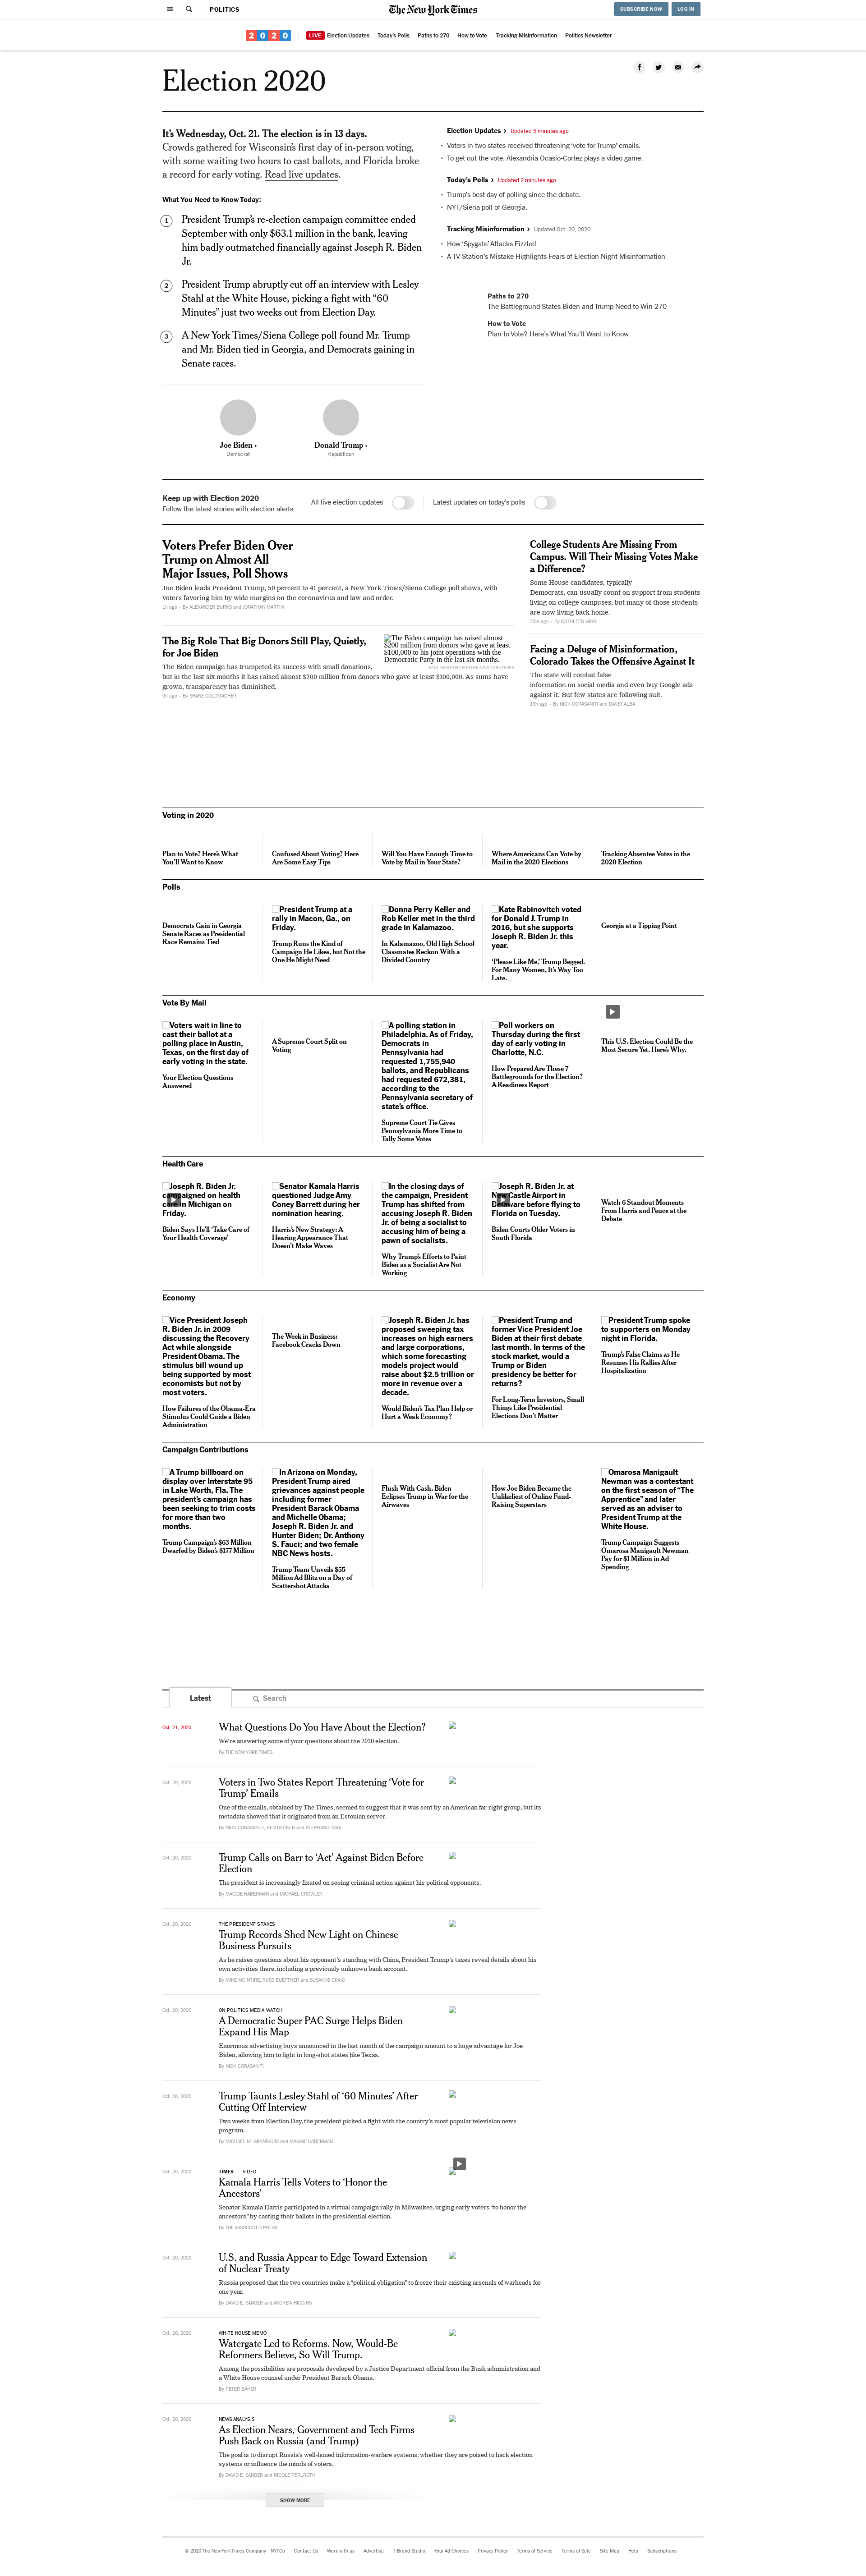 POLITICS
The New York Times
SUBSCRIBE NOW
LOG IN
2020
LIVE Election Updates
Today's Polls
Paths to 270
How to Vote
Tracking Misinformation
Politics Newsletter
Election 2020
It's Wednesday, Oct. 21. The election is in 13 days.
Crowds gathered for Wisconsin's first day of in-person voting,
with some waiting two hours to cast ballots, and Florida broke
a record for early voting. Read live updates.
What You Need to Know Today:
1 President Trump's re-election campaign committee ended
September with only $63.1 million in the bank, leaving
him badly outmatched financially against Joseph R. Biden
Jr.
2 President Trump abruptly cut off an interview with Lesley
Stahl at the White House, picking a fight with "60
Minutes" just two weeks out from Election Day.
3 A New York Times/Siena College poll found Mr. Trump
and Mr. Biden tied in Georgia, and Democrats gaining in
Senate races.
Joe Biden ›
Democrat
Donald Trump ›
Republican
Election Updates › Updated 5 minutes ago
• Voters in two states received threatening 'vote for Trump' emails.
• To get out the vote, Alexandria Ocasio-Cortez plays a video game.
Today's Polls › Updated 2 minutes ago
• Trump's best day of polling since the debate.
• NYT/Siena poll of Georgia.
Tracking Misinformation › Updated Oct. 20, 2020
• How 'Spygate' Attacks Fizzled
• A TV Station's Mistake Highlights Fears of Election Night Misinformation
Paths to 270
The Battleground States Biden and Trump Need to Win 270
How to Vote
Plan to Vote? Here's What You'll Want to Know
Keep up with Election 2020
Follow the latest stories with election alerts
All live election updates
Latest updates on today's polls
Voters Prefer Biden Over
Trump on Almost All
Major Issues, Poll Shows
Joe Biden leads President Trump, 50 percent to 41 percent, a New York Times/Siena College poll shows, with
voters favoring him by wide margins on the coronavirus and law and order.
1h ago – By ALEXANDER BURNS and JONATHAN MARTIN
The Big Role That Big Donors Still Play, Quietly,
for Joe Biden
The Biden campaign has trumpeted its success with small donations,
but in the last six months it has raised almost $200 million from donors who gave at least $100,000. As sums have
grown, transparency has diminished.
9h ago – By SHANE GOLDMACHER
The Biden campaign has raised almost
$200 million from donors who gave at least
$100,000 to his joint operations with the
Democratic Party in the last six months.
College Students Are Missing From
Campus. Will Their Missing Votes Make
a Difference?
Some House candidates, typically
Democrats, can usually count on support from students
living on college campuses, but many of those students
are now living back home.
29m ago – By KATHLEEN GRAY
Facing a Deluge of Misinformation,
Colorado Takes the Offensive Against It
The state will combat false
information on social media and even buy Google ads
against it. But few states are following suit.
13h ago – By NICK CORASANITI and DAVEY ALBA
Voting in 2020
Plan to Vote? Here's What
You'll Want to Know
Confused About Voting? Here
Are Some Easy Tips
Will You Have Enough Time to
Vote by Mail in Your State?
Where Americans Can Vote by
Mail in the 2020 Elections
Tracking Absentee Votes in the
2020 Election
Polls
Democrats Gain in Georgia
Senate Races as Presidential
Race Remains Tied
President Trump at a
rally in Macon, Ga., on
Friday.
Trump Runs the Kind of
Campaign He Likes, but Not the
One He Might Need
Donna Perry Keller and
Rob Keller met in the third
grade in Kalamazoo.
In Kalamazoo, Old High School
Classmates Reckon With a
Divided Country
Kate Rabinovitch voted
for Donald J. Trump in
2016, but she supports
Joseph R. Biden Jr. this
year.
'Please Like Me,' Trump Begged.
For Many Women, It's Way Too
Late.
Georgia at a Tipping Point
Vote By Mail
Voters wait in line to
cast their ballot at a
polling place in Austin,
Texas, on the first day of
early voting in the state.
Your Election Questions
Answered
A Supreme Court Split on
Voting
A polling station in
Philadelphia. As of Friday,
Democrats in
Pennsylvania had
requested 1,755,940
ballots, and Republicans
had requested 672,381,
according to the
Pennsylvania secretary of
state's office.
Supreme Court Tie Gives
Pennsylvania More Time to
Tally Some Votes
Poll workers on
Thursday during the first
day of early voting in
Charlotte, N.C.
How Prepared Are These 7
Battlegrounds for the Election?
A Readiness Report
This U.S. Election Could Be the
Most Secure Yet. Here's Why.
Health Care
Joseph R. Biden Jr.
campaigned on health
care in Michigan on
Friday.
Biden Says He'll 'Take Care of
Your Health Coverage'
Senator Kamala Harris
questioned Judge Amy
Coney Barrett during her
nomination hearing.
Harris's New Strategy: A
Hearing Appearance That
Doesn't Make Waves
In the closing days of
the campaign, President
Trump has shifted from
accusing Joseph R. Biden
Jr. of being a socialist to
accusing him of being a
pawn of socialists.
Why Trump's Efforts to Paint
Biden as a Socialist Are Not
Working
Joseph R. Biden Jr. at
New Castle Airport in
Delaware before flying to
Florida on Tuesday.
Biden Courts Older Voters in
South Florida
Watch 6 Standout Moments
From Harris and Pence at the
Debate
Economy
Vice President Joseph
R. Biden Jr. in 2009
discussing the Recovery
Act while alongside
President Obama. The
stimulus bill wound up
being supported by most
economists but not by
most voters.
How Failures of the Obama-Era
Stimulus Could Guide a Biden
Administration
The Week in Business:
Facebook Cracks Down
Joseph R. Biden Jr. has
proposed sweeping tax
increases on high earners
and large corporations,
which some forecasting
models project would
raise about $2.5 trillion or
more in revenue over a
decade.
Would Biden's Tax Plan Help or
Hurt a Weak Economy?
President Trump and
former Vice President Joe
Biden at their first debate
last month. In terms of the
stock market, would a
Trump or Biden
presidency be better for
returns?
For Long-Term Investors, Small
Things Like Presidential
Elections Don't Matter
President Trump spoke
to supporters on Monday
night in Florida.
Trump's False Claims as He
Resumes His Rallies After
Hospitalization
Campaign Contributions
A Trump billboard on
display over Interstate 95
in Lake Worth, Fla. The
president's campaign has
been seeking to trim costs
for more than two
months.
Trump Campaign's $63 Million
Dwarfed by Biden's $177 Million
In Arizona on Monday,
President Trump aired
grievances against people
including former
President Barack Obama
and Michelle Obama;
Joseph R. Biden Jr. and
Hunter Biden; Dr. Anthony
S. Fauci; and two female
NBC News hosts.
Trump Team Unveils $55
Million Ad Blitz on a Day of
Scattershot Attacks
Flush With Cash, Biden
Eclipses Trump in War for the
Airwaves
How Joe Biden Became the
Unlikeliest of Online Fund-
Raising Superstars
Omarosa Manigault
Newman was a contestant
on the first season of "The
Apprentice" and later
served as an adviser to
President Trump at the
White House.
Trump Campaign Suggests
Omarosa Manigault Newman
Pay for $1 Million in Ad
Spending
Latest
Search
Oct. 21, 2020
What Questions Do You Have About the Election?
We're answering some of your questions about the 2020 election.
By THE NEW YORK TIMES
Oct. 20, 2020
Voters in Two States Report Threatening 'Vote for
Trump' Emails
One of the emails, obtained by The Times, seemed to suggest that it was sent by an American far-right group, but its
metadata showed that it originated from an Estonian server.
By NICK CORASANITI, BEN DECKER and STEPHANIE SAUL
Oct. 20, 2020
Trump Calls on Barr to 'Act' Against Biden Before
Election
The president is increasingly fixated on seeing criminal action against his political opponents.
By MAGGIE HABERMAN and MICHAEL CROWLEY
Oct. 20, 2020
THE PRESIDENT'S TAXES
Trump Records Shed New Light on Chinese
Business Pursuits
As he raises questions about his opponent's standing with China, President Trump's taxes reveal details about his
own activities there, including a previously unknown bank account.
By MIKE McINTIRE, RUSS BUETTNER and SUSANNE CRAIG
Oct. 20, 2020
ON POLITICS MEDIA WATCH
A Democratic Super PAC Surge Helps Biden
Expand His Map
Enormous advertising buys announced in the last month of the campaign amount to a huge advantage for Joe
Biden, allowing him to fight in long-shot states like Texas.
By NICK CORASANITI
Oct. 20, 2020
Trump Taunts Lesley Stahl of '60 Minutes' After
Cutting Off Interview
Two weeks from Election Day, the president picked a fight with the country's most popular television news
program.
By MICHAEL M. GRYNBAUM and MAGGIE HABERMAN
Oct. 20, 2020
TIMES | VIDEO
Kamala Harris Tells Voters to 'Honor the
Ancestors'
Senator Kamala Harris participated in a virtual campaign rally in Milwaukee, urging early voters "to honor the
ancestors" by casting their ballots in the presidential election.
By THE ASSOCIATED PRESS
Oct. 20, 2020
U.S. and Russia Appear to Edge Toward Extension
of Nuclear Treaty
Russia proposed that the two countries make a "political obligation" to freeze their existing arsenals of warheads for
one year.
By DAVID E. SANGER and ANDREW HIGGINS
Oct. 20, 2020
WHITE HOUSE MEMO
Watergate Led to Reforms. Now, Would-Be
Reformers Believe, So Will Trump.
Among the possibilities are proposals developed by a Justice Department official from the Bush administration and
a White House counsel under President Barack Obama.
By PETER BAKER
Oct. 20, 2020
NEWS ANALYSIS
As Election Nears, Government and Tech Firms
Push Back on Russia (and Trump)
The goal is to disrupt Russia's well-honed information-warfare systems, whether they are poised to hack election
systems or influence the minds of voters.
By DAVID E. SANGER and NICOLE PERLROTH
SHOW MORE
© 2020 The New York Times Company
NYTCo
Contact Us
Work with us
Advertise
T Brand Studio
Your Ad Choices
Privacy Policy
Terms of Service
Terms of Sale
Site Map
Help
Subscriptions